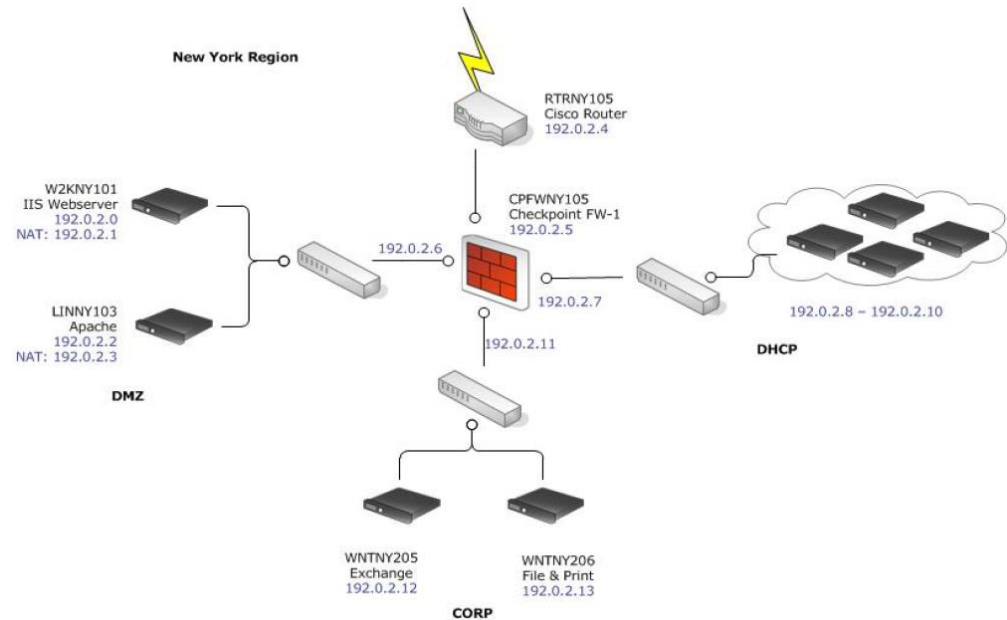 New York Region
RTRNY105
Cisco Router
192.0.2.4
W2KNY101
IIS Webserver
192.0.2.0
NAT: 192.0.2.1
CPFWNY105
Checkpoint FW-1
192.0.2.5
192.0.2.6
192.0.2.7
LINNY103
Apache
192.0.2.2
NAT: 192.0.2.3
DMZ
192.0.2.8 – 192.0.2.10
DHCP
192.0.2.11
WNTNY205
Exchange
192.0.2.12
WNTNY206
File & Print
192.0.2.13
CORP